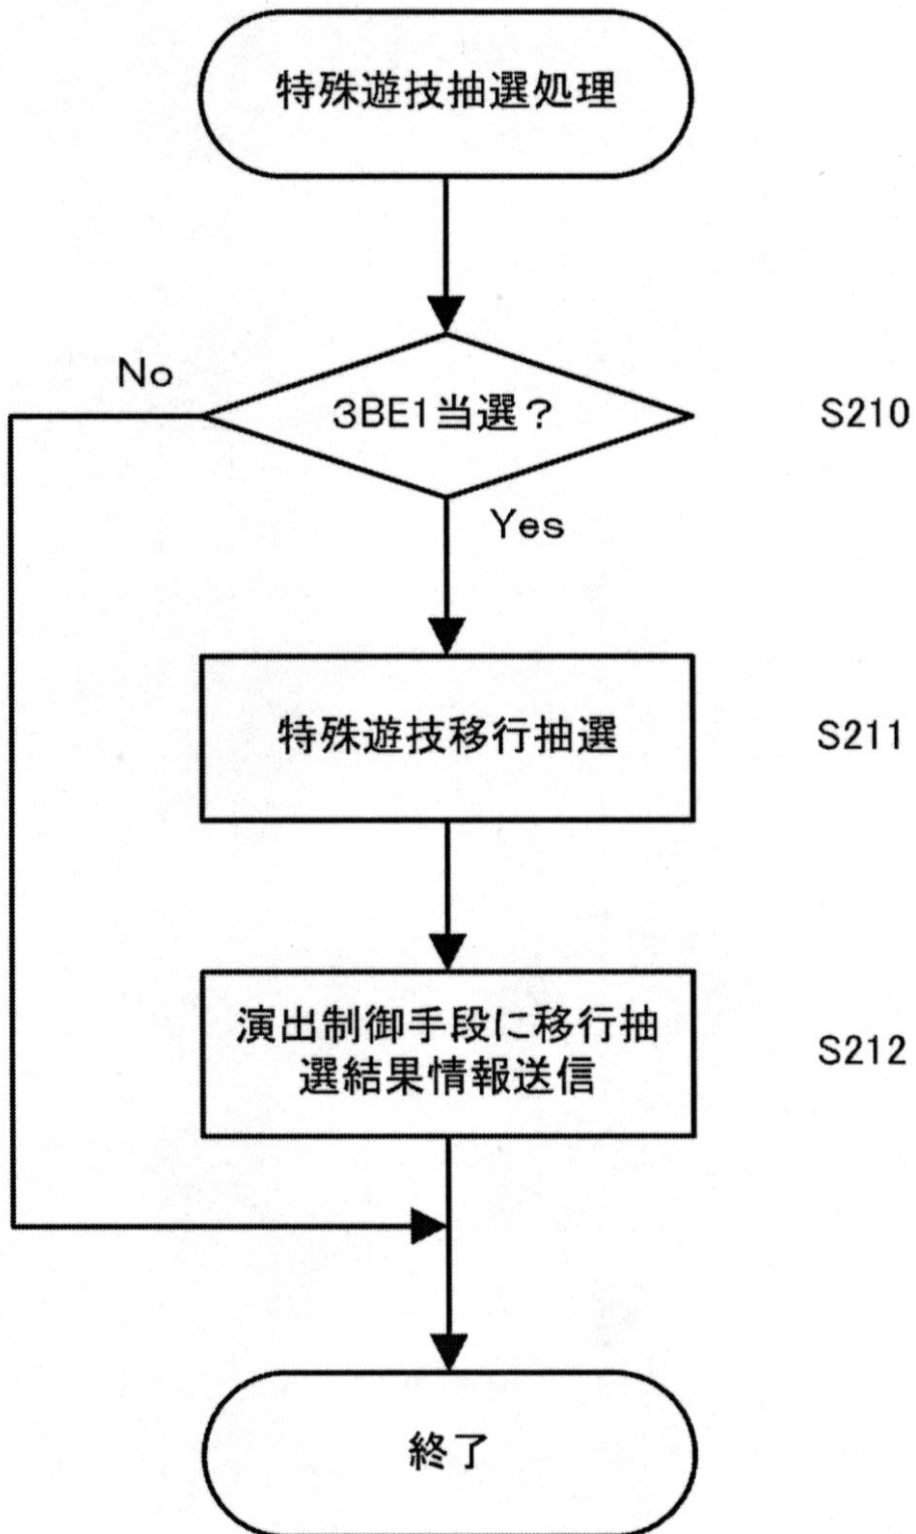 特殊遊技抽選処理
No
3BE1当選？
S210
Yes
特殊遊技移行抽選
S211
演出制御手段に移行抽
選結果情報送信
S212
終了